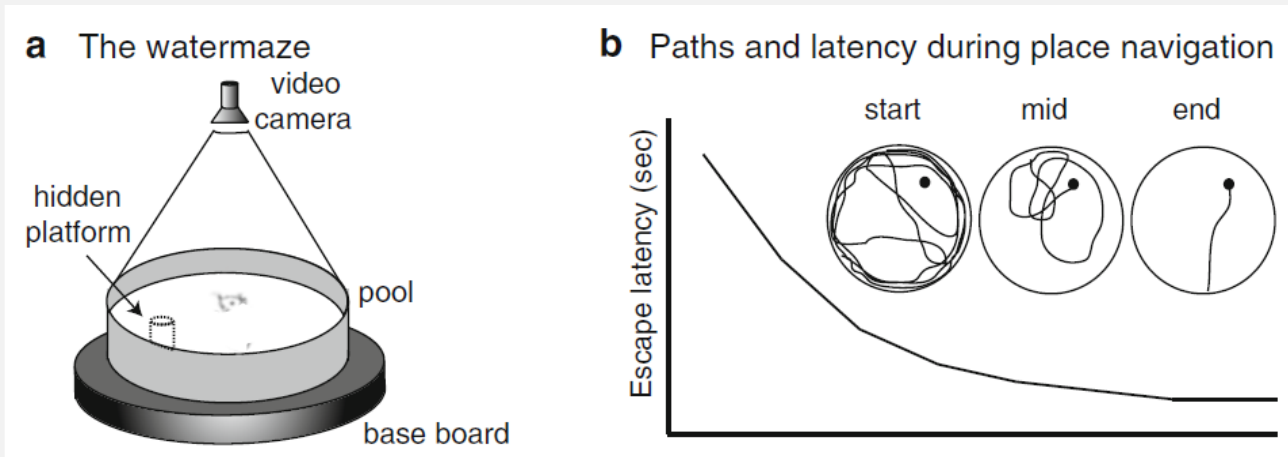 a The watermaze
video
camera
hidden
platform
pool
base board
b Paths and latency during place navigation
start mid end
Escape latency (sec)